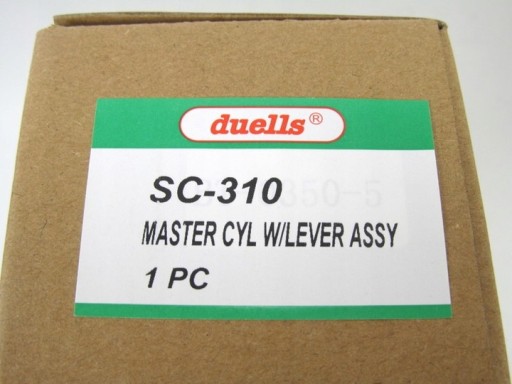 duells®
SC-310
MASTER CYL W/LEVER ASSY
1 PC